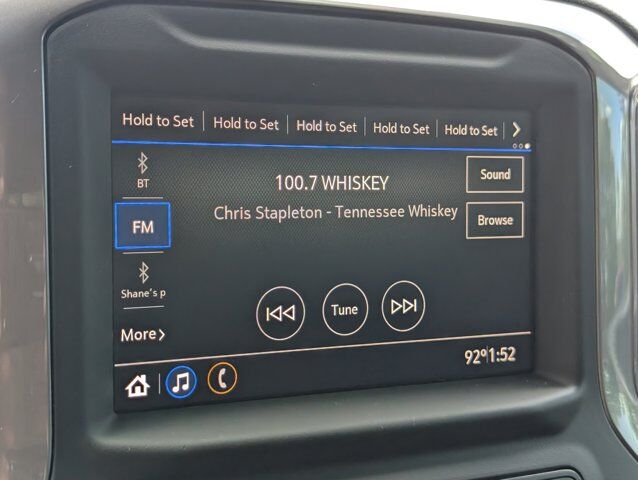 Hold to Set Hold to Set Hold to Set Hold to Set Hold to Set
BT
100.7 WHISKEY
Sound
FM
Chris Stapleton - Tennessee Whiskey
Browse
Shane's p
Tune
More
92° 1:52